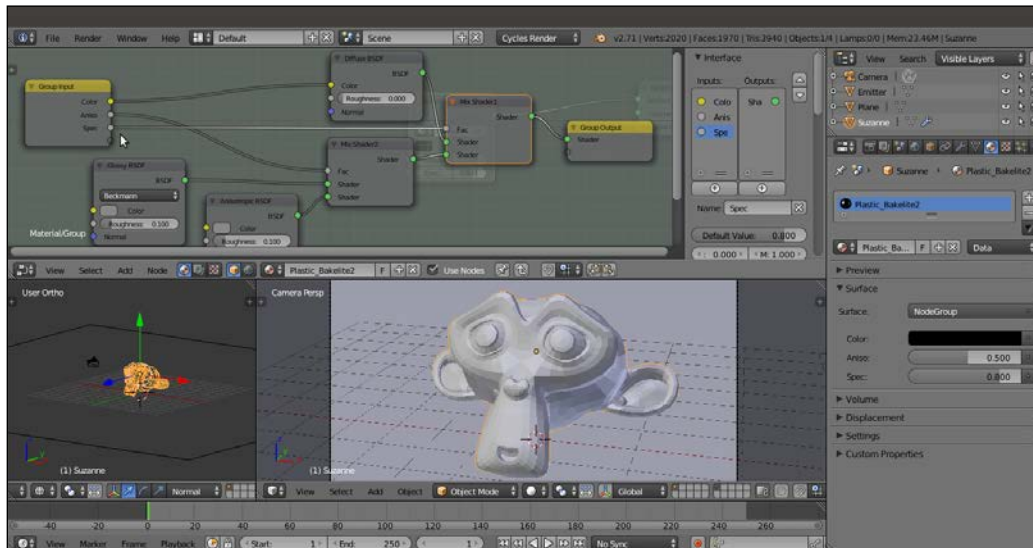 File Render Window Help Default Scene Cycles Render v2.71 | Verts:2020 | Faces:1970 | Tris:3940 | Objects:1/4 | Lamps:0/0 | Mem:23.46M | Suzanne
Group Input
Color
Aniso
Spec
Diffuse BSDF
BSDF
Color
Roughness: 0.000
Normal
Mix Shader1
Shader
Fac
Shader
Shader
Group Output
Shader
Mix Shader2
Shader
Fac
Shader
Shader
Glossy BSDF
BSDF
Beckmann
Color
Roughness: 0.100
Normal
Anisotropic BSDF
BSDF
Color
Roughness: 0.100
Material/Group
Interface
Inputs: Outputs:
Colo Sha
Anis
Spe
Name: Spec
Default Value: 0.800
: 0.000 M: 1.000
View Search Visible Layers
Camera
Emitter
Plane
Suzanne
Suzanne Plastic_Bakelite2
Plastic_Bakelite2
Plastic_Ba... F Data
Preview
Surface
Surface: NodeGroup
Color:
Aniso: 0.500
Spec: 0.800
Volume
Displacement
Settings
Custom Properties
View Select Add Node Plastic_Bakelite2 F Use Nodes
User Ortho
(1) Suzanne
Camera Persp
(1) Suzanne
Normal
View Select Add Object Object Mode Global
-40 -20 0 20 40 60 80 100 120 140 160 180 200 220 240 260
View Marker Frame Playback Start: 1 End: 250 1 No Sync